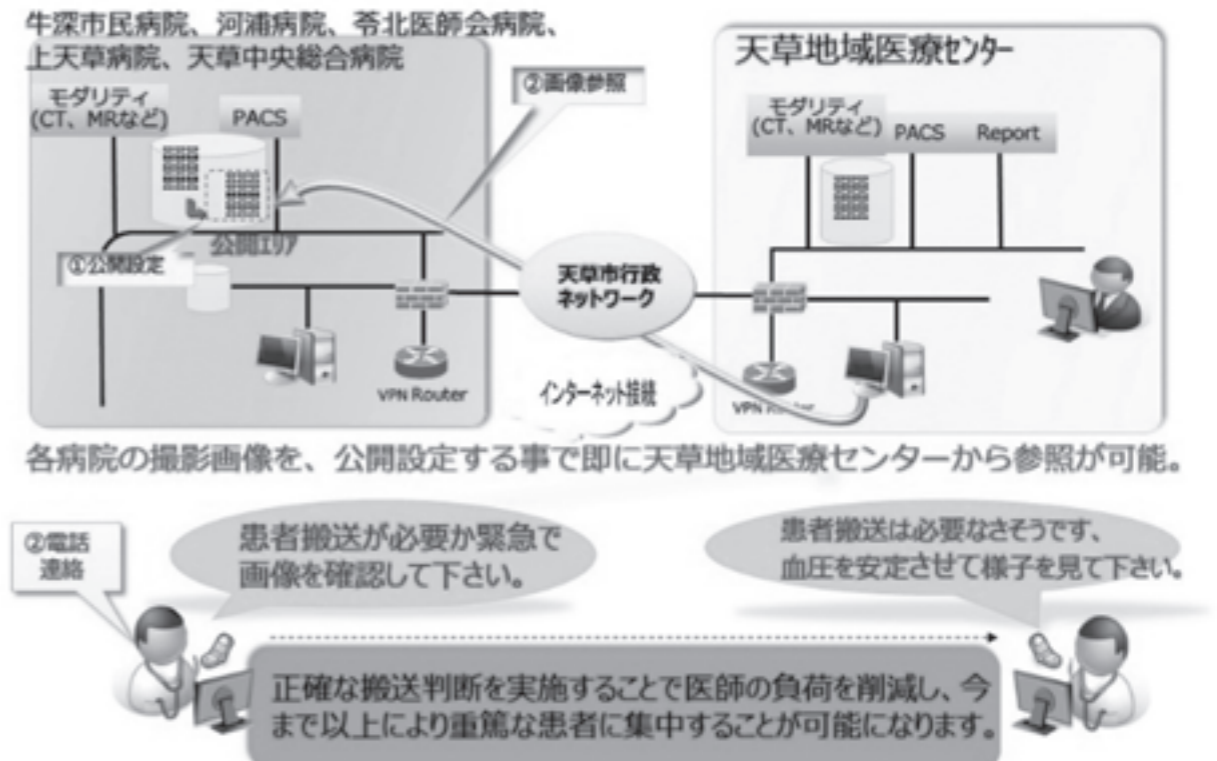 牛深市民病院、河浦病院、苓北医師会病院、
上天草病院、天草中央総合病院
モダリティ
(CT、MRなど)
PACS
②画像参照
公開エリア
①公開設定
VPN Router
天草市行政
ネットワーク
インターネット接続
天草地域医療センター
モダリティ
(CT、MRなど)
PACS
Report
VPN Router
各病院の撮影画像を、公開設定する事で即に天草地域医療センターから参照が可能。
②電話
連絡
患者搬送が必要か緊急で
画像を確認して下さい。
患者搬送は必要なさそうです、
血圧を安定させて様子を見て下さい。
正確な搬送判断を実施することで医師の負荷を削減し、今
まで以上により重篤な患者に集中することが可能になります。